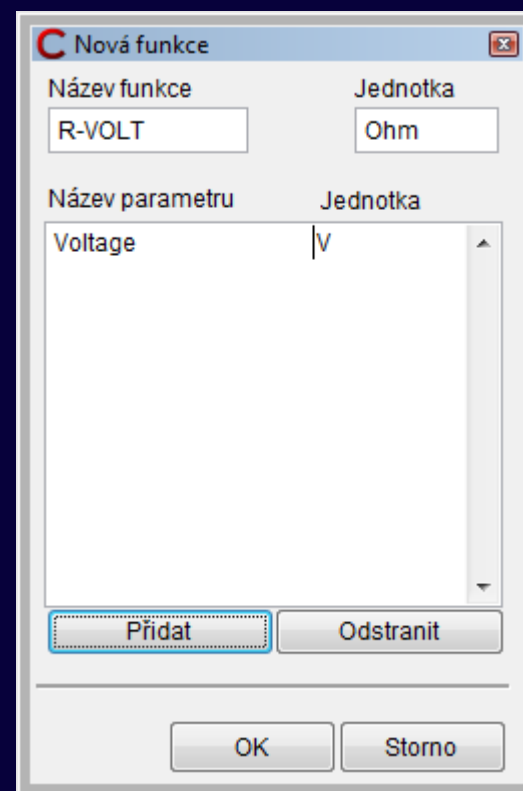 Nová funkce
Název funkce Jednotka
R-VOLT Ohm
Název parametru Jednotka
Voltage V
Přidat Odstranit
OK Storno